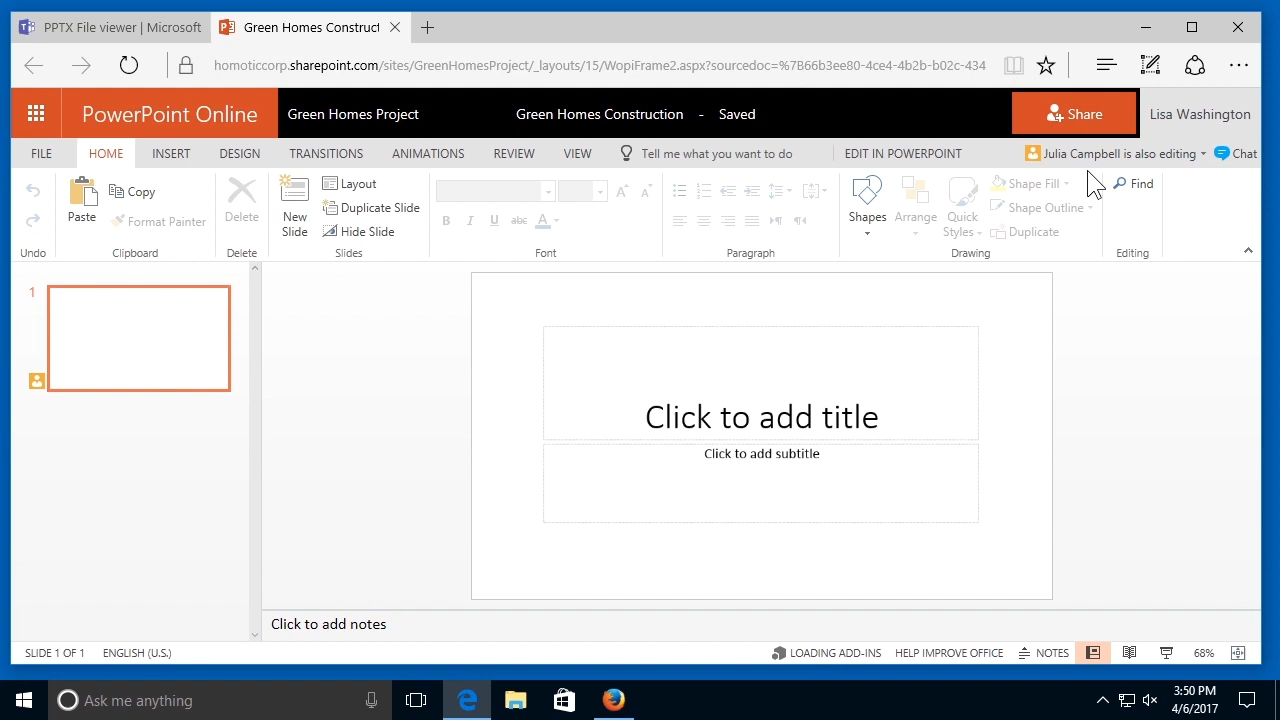 PPTX File viewer | Microsoft
Green Homes Construct
homoticcorp.sharepoint.com/sites/GreenHomesProject/_layouts/15/WopiFrame2.aspx?sourcedoc=%7B66b3ee80-4ce4-4b2b-b02c-434
PowerPoint Online
Green Homes Project
Green Homes Construction - Saved
Share
Lisa Washington
FILE HOME INSERT DESIGN TRANSITIONS ANIMATIONS REVIEW VIEW Tell me what you want to do EDIT IN POWERPOINT Julia Campbell is also editing Chat
Paste
Copy
Format Painter
Delete
New Slide
Layout
Duplicate Slide
Hide Slide
B I U abc A
Shapes
Arrange
Quick Styles
Shape Fill
Shape Outline
Duplicate
Find
Undo Clipboard Delete Slides Font Paragraph Drawing Editing
1
Click to add title
Click to add subtitle
Click to add notes
SLIDE 1 OF 1 ENGLISH (U.S.) LOADING ADD-INS HELP IMPROVE OFFICE NOTES 68%
Ask me anything
3:50 PM
4/6/2017